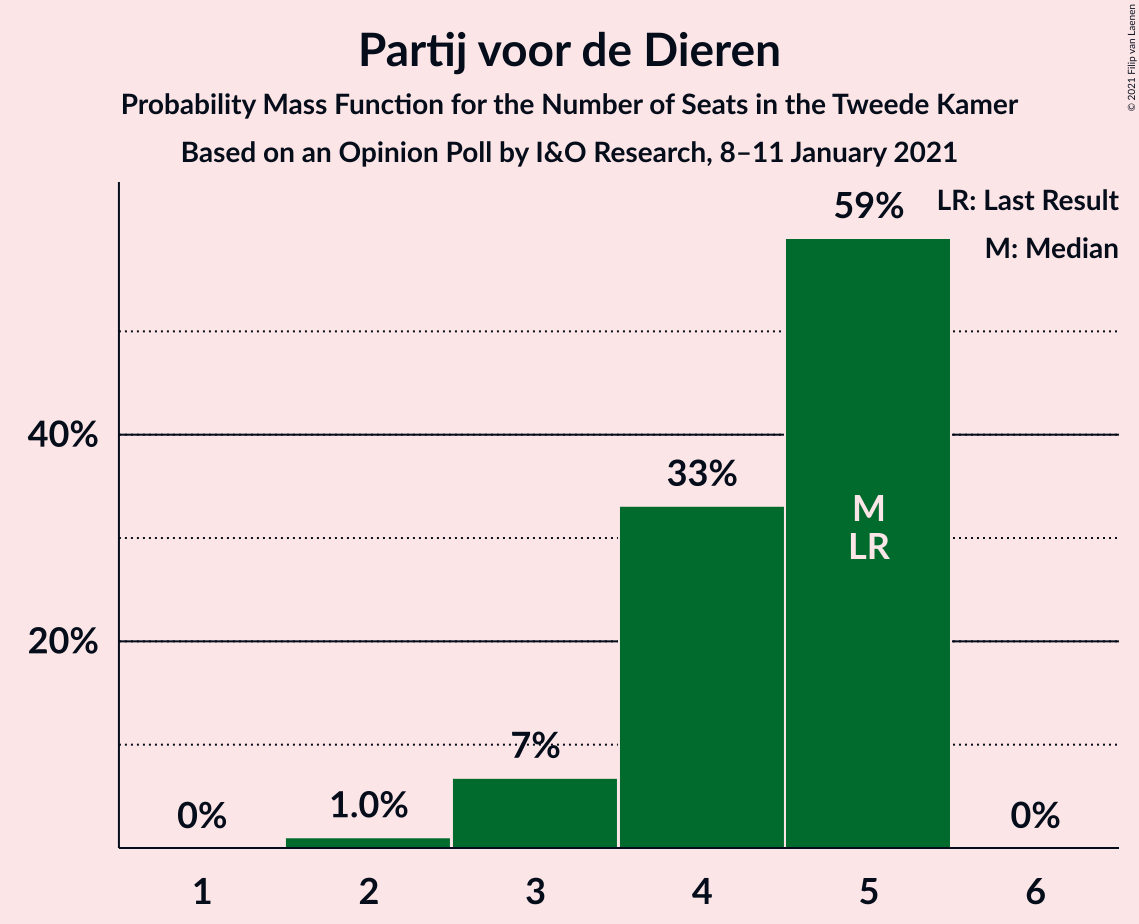 Partij voor de Dieren
Probability Mass Function for the Number of Seats in the Tweede Kamer
Based on an Opinion Poll by I&O Research, 8–11 January 2021
© 2021 Filip van Laenen
LR: Last Result
M: Median
59%
40%
33%
M
LR
20%
7%
1.0%
0%
0%
1 2 3 4 5 6